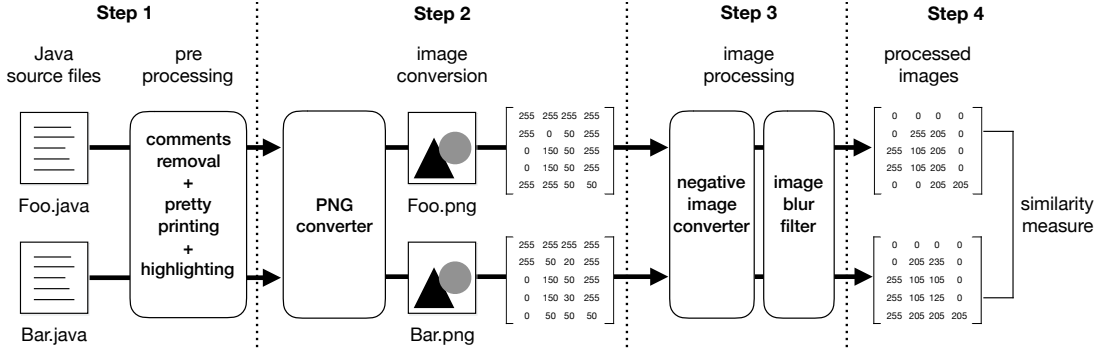 Step 1
Step 2
Step 3
Step 4
Java
source files
pre
processing
image
conversion
image
processing
processed
images
comments
removal
+
pretty
printing
+
highlighting
Foo.java
Bar.java
PNG
converter
Foo.png
Bar.png
255 255 255 255
255 0 50 255
0 150 50 255
0 150 50 255
255 255 50 50
255 255 255 255
255 50 20 255
0 150 50 255
0 150 30 255
0 50 50 50
negative
image
converter
image
blur
filter
0 0 0 0
0 255 205 0
255 105 205 0
255 105 205 0
0 0 205 205
0 0 0 0
0 205 235 0
255 105 105 0
255 105 125 0
255 205 205 205
similarity
measure